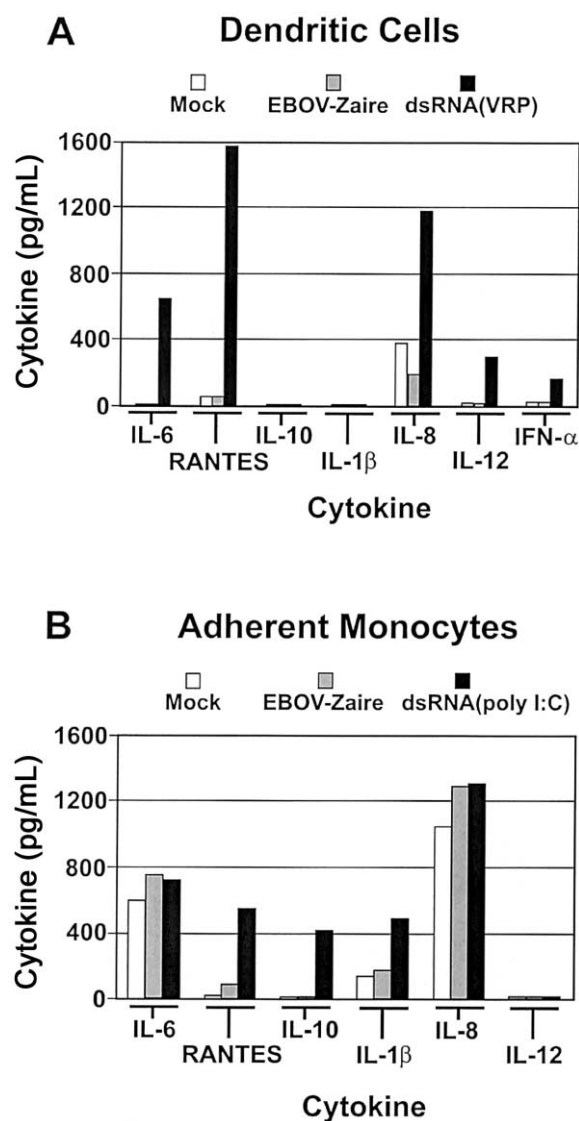 A Dendritic Cells
Mock EBOV-Zaire dsRNA(VRP)
Cytokine (pg/mL)
1600
1200
800
400
0
IL-6 IL-10 IL-8 IFN-α
RANTES IL-1β IL-12
Cytokine
B Adherent Monocytes
Mock EBOV-Zaire dsRNA(poly I:C)
Cytokine (pg/mL)
1600
1200
800
400
0
IL-6 IL-10 IL-8
RANTES IL-1β IL-12
Cytokine